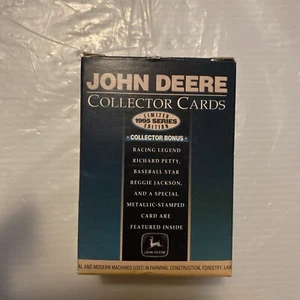 JOHN DEERE
COLLECTOR CARDS
LIMITED
1995 SERIES
EDITION
• COLLECTOR BONUS •
RACING LEGEND
RICHARD PETTY,
BASEBALL STAR
REGGIE JACKSON,
AND A SPECIAL
METALLIC-STAMPED
CARD ARE
FEATURED INSIDE
JOHN DEERE
AND MODERN MACHINES USED IN FARMING, CONSTRUCTION, FORESTRY,